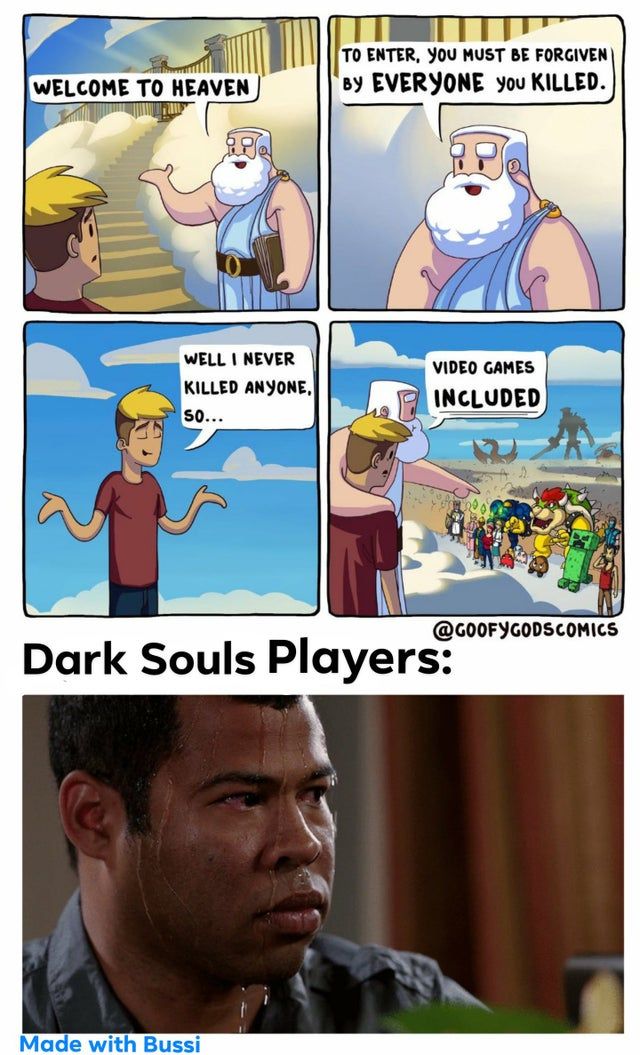 WELCOME TO HEAVEN
TO ENTER, YOU MUST BE FORGIVEN
BY EVERYONE YOU KILLED.
WELL I NEVER
KILLED ANYONE,
SO...
VIDEO GAMES
INCLUDED
@GOOFYGODSCOMICS
Dark Souls Players:
Made with Bussi